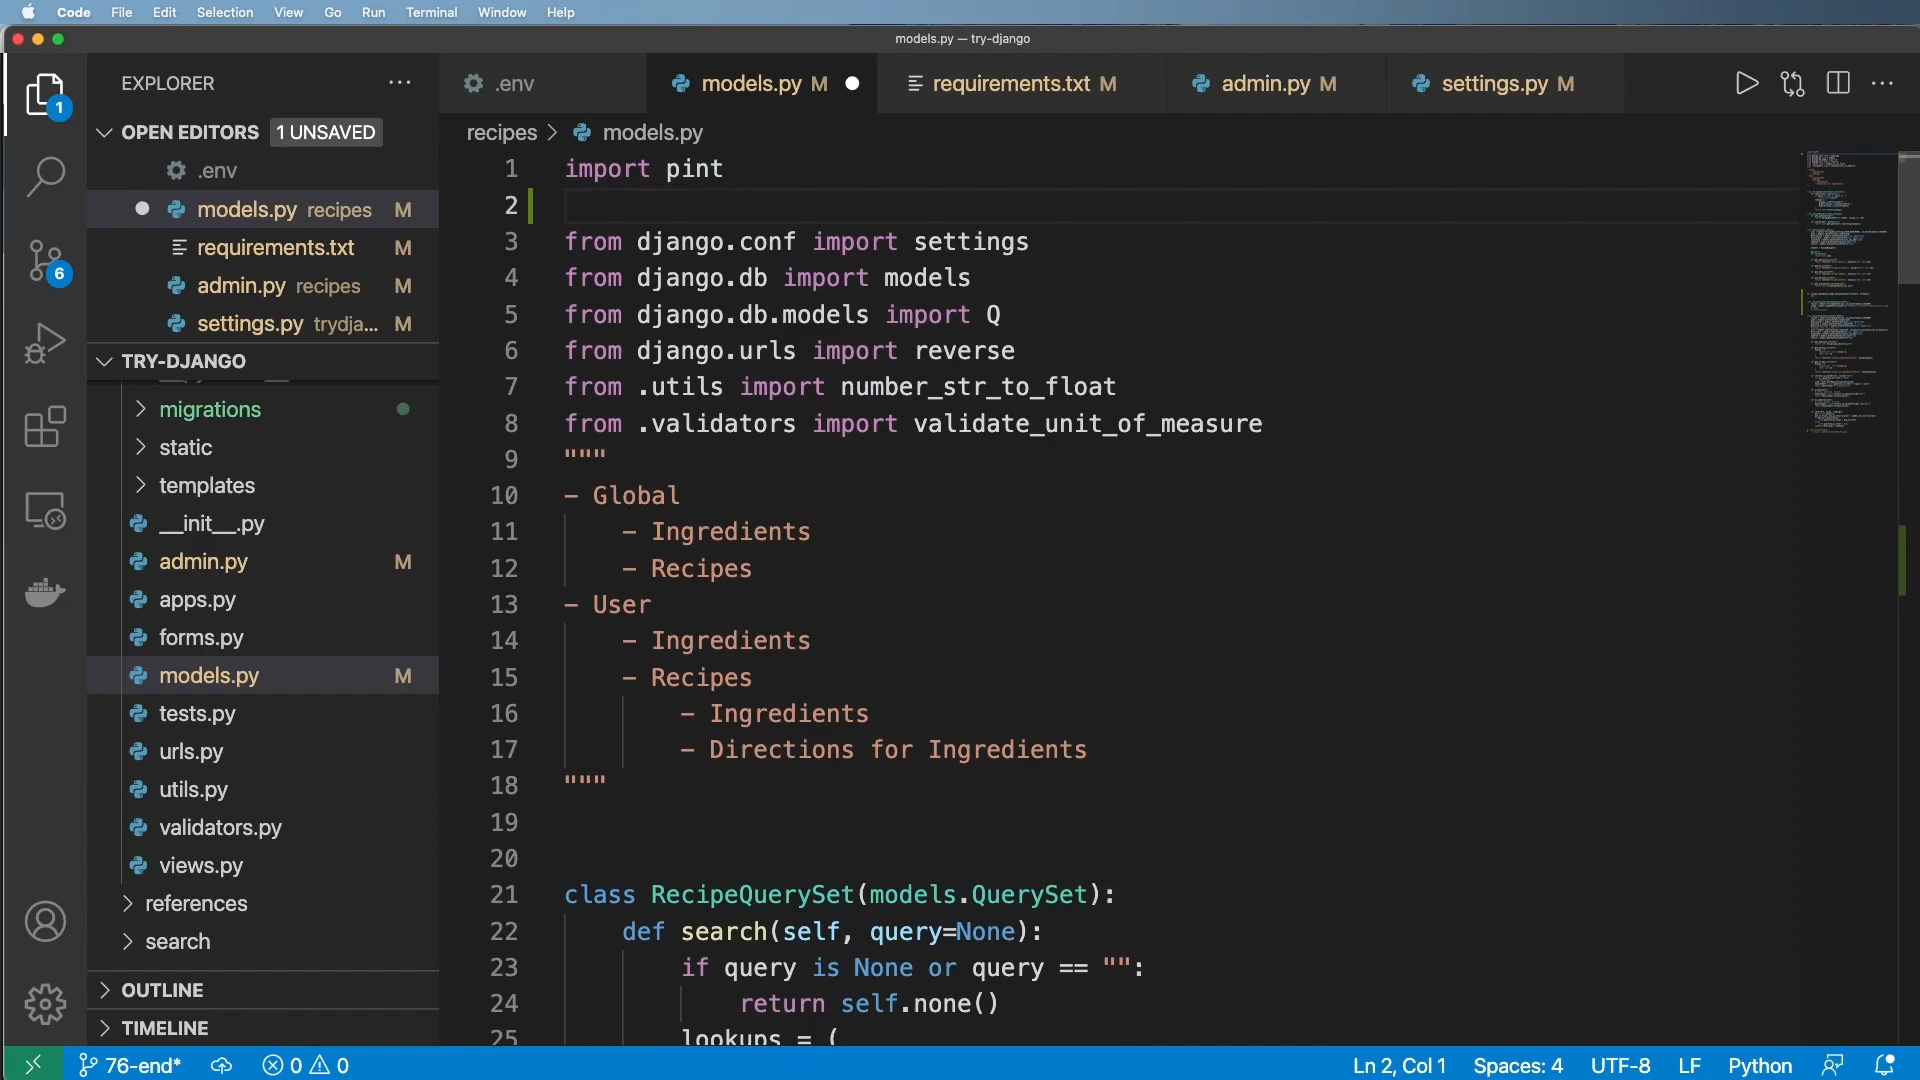 Code File Edit Selection View Go Run Terminal Window Help
models.py — try-django
EXPLORER
OPEN EDITORS 1 UNSAVED
.env
models.py recipes M
requirements.txt M
admin.py recipes M
settings.py trydja... M
TRY-DJANGO
migrations
static
templates
__init__.py
admin.py M
apps.py
forms.py
models.py M
tests.py
urls.py
utils.py
validators.py
views.py
references
search
OUTLINE
TIMELINE
1
6
.env models.py M requirements.txt M admin.py M settings.py M
recipes > models.py
1 import pint
2
3 from django.conf import settings
4 from django.db import models
5 from django.db.models import Q
6 from django.urls import reverse
7 from .utils import number_str_to_float
8 from .validators import validate_unit_of_measure
9 """
10 - Global
11 - Ingredients
12 - Recipes
13 - User
14 - Ingredients
15 - Recipes
16 - Ingredients
17 - Directions for Ingredients
18 """
19
20
21 class RecipeQuerySet(models.QuerySet):
22 def search(self, query=None):
23 if query is None or query == "":
24 return self.none()
25 lookups = (
76-end* 0 0 Ln 2, Col 1 Spaces: 4 UTF-8 LF Python